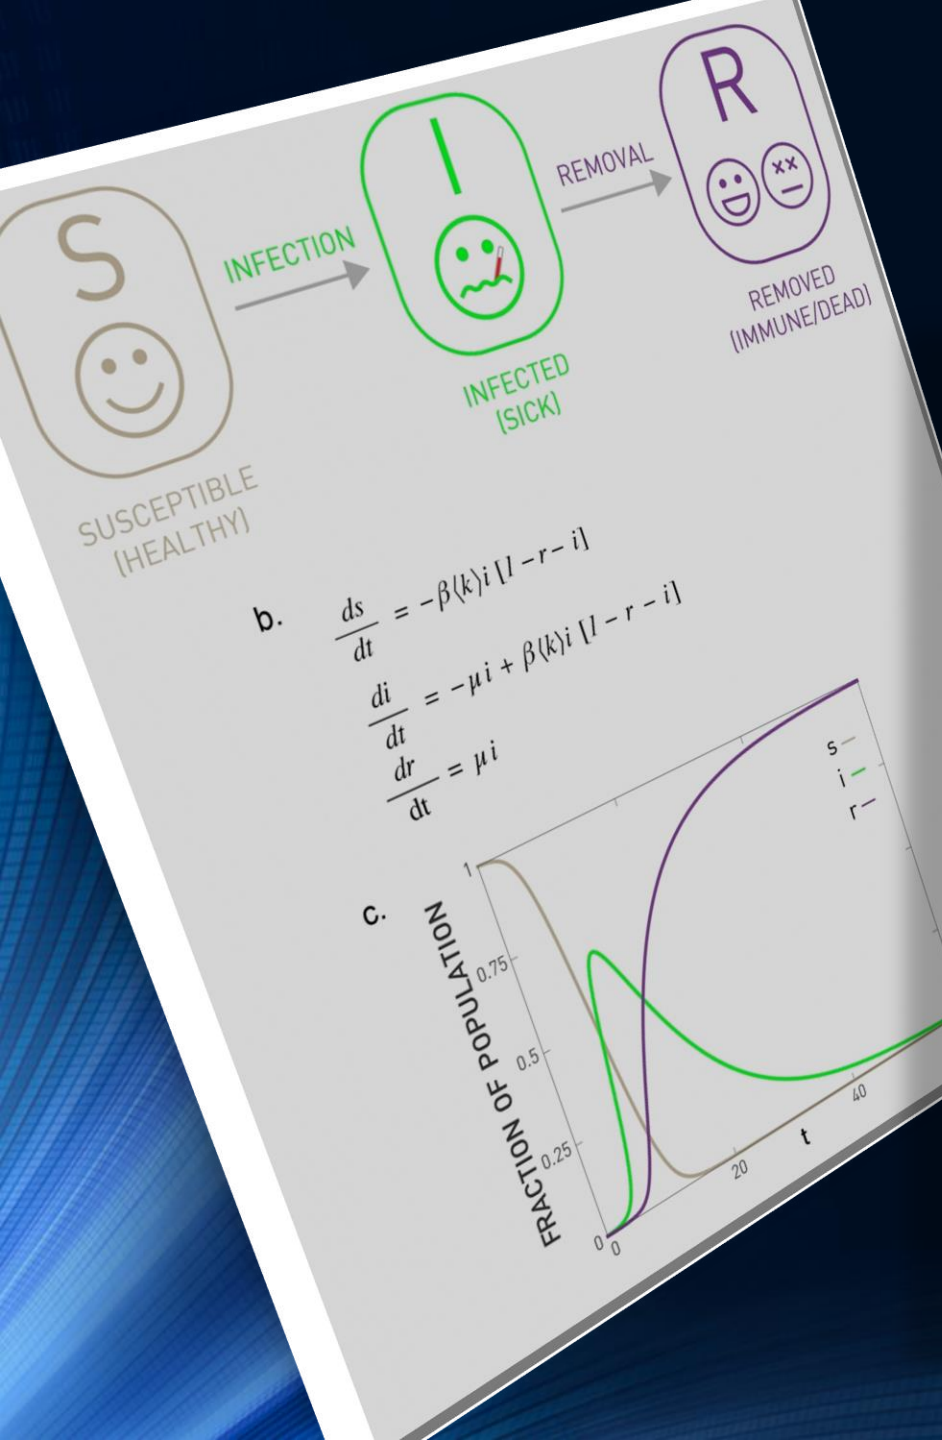 S
INFECTION
I
REMOVAL
R
SUSCEPTIBLE
(HEALTHY)
INFECTED
(SICK)
REMOVED
(IMMUNE/DEAD)
b.
ds/dt = −β⟨k⟩i [1 − r − i]
di/dt = −μi + β⟨k⟩i [1 − r − i]
dr/dt = μi
c.
FRACTION OF POPULATION
1
0.75
0.5
0.25
0
0
20
40
t
s
i
r